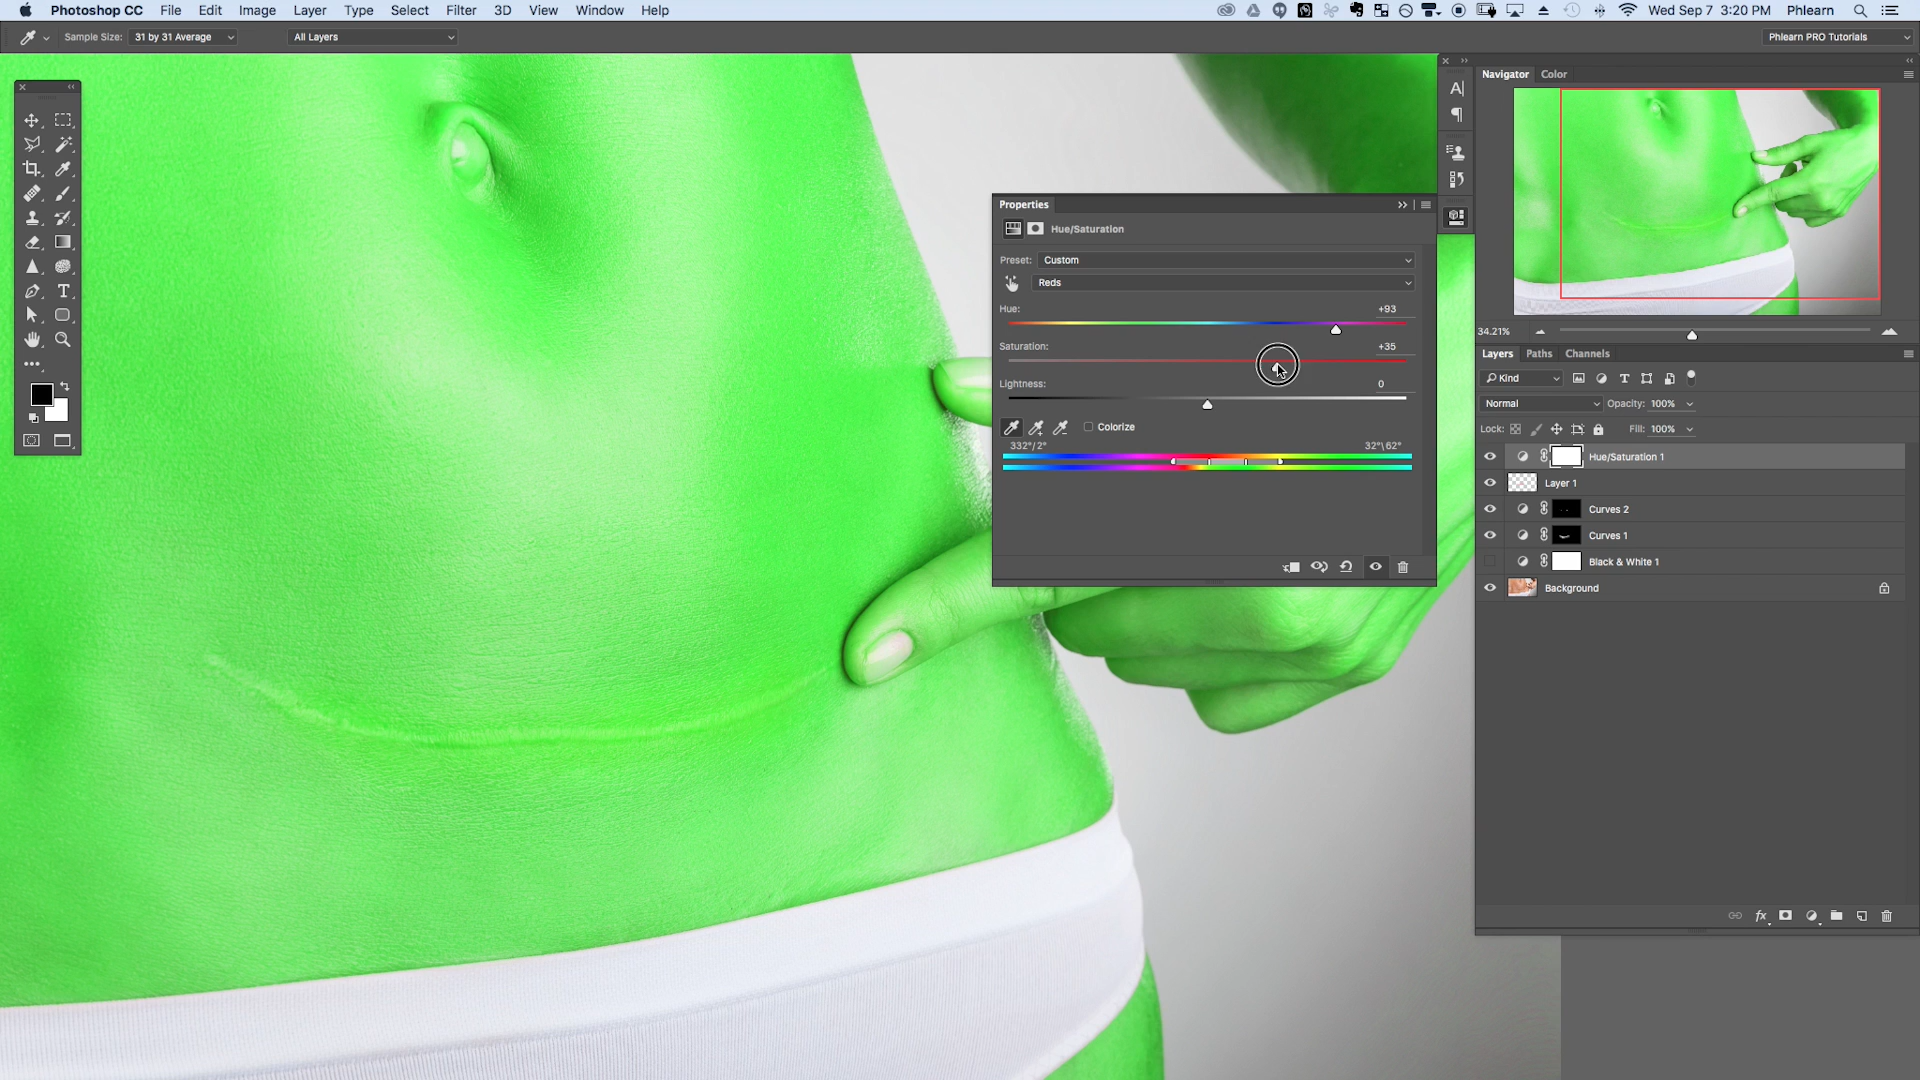 Photoshop CC File Edit Image Layer Type Select Filter 3D View Window Help Wed Sep 7 3:20 PM Phlearn
Sample Size: 31 by 31 Average All Layers Phlearn PRO Tutorials
Navigator Color
34.21%
Properties
Hue/Saturation
Preset: Custom
Reds
Hue: +93
Saturation: +35
Lightness: 0
Colorize
332°/2° 32°\62°
Layers Paths Channels
Kind
Normal Opacity: 100%
Lock: Fill: 100%
Hue/Saturation 1
Layer 1
Curves 2
Curves 1
Black & White 1
Background
fx